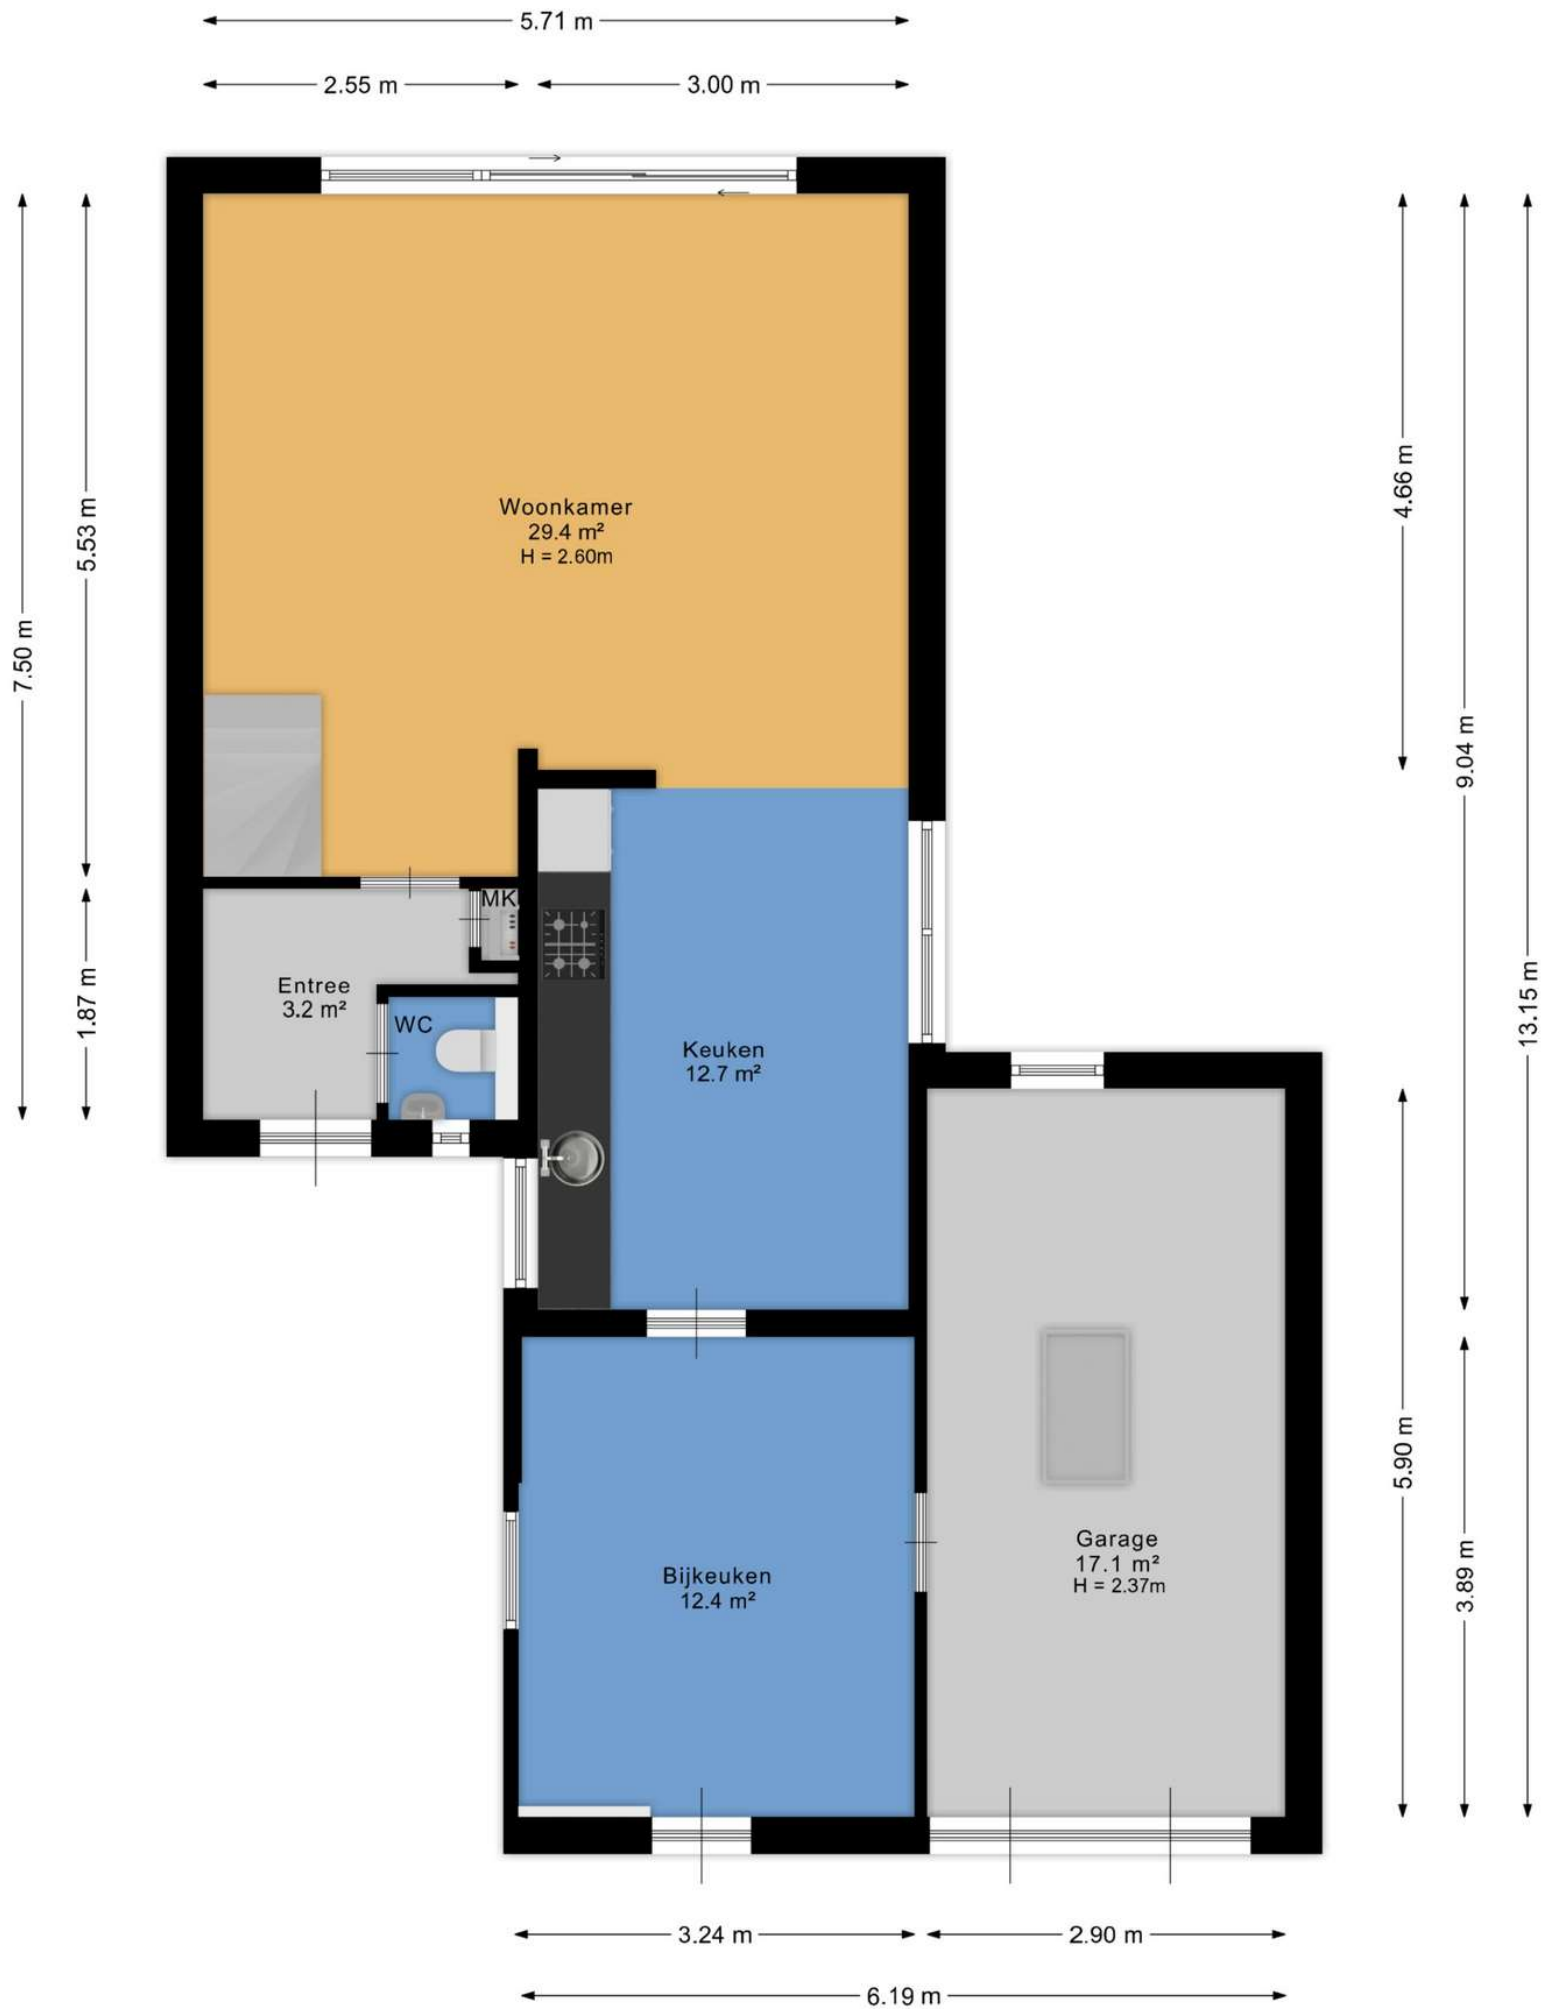 5.71 m
2.55 m
3.00 m
7.50 m
5.53 m
1.87 m
4.66 m
9.04 m
13.15 m
5.90 m
3.89 m
Woonkamer
29.4 m²
H = 2.60m
MK
Entree
3.2 m²
WC
Keuken
12.7 m²
Garage
17.1 m²
H = 2.37m
Bijkeuken
12.4 m²
3.24 m
2.90 m
6.19 m